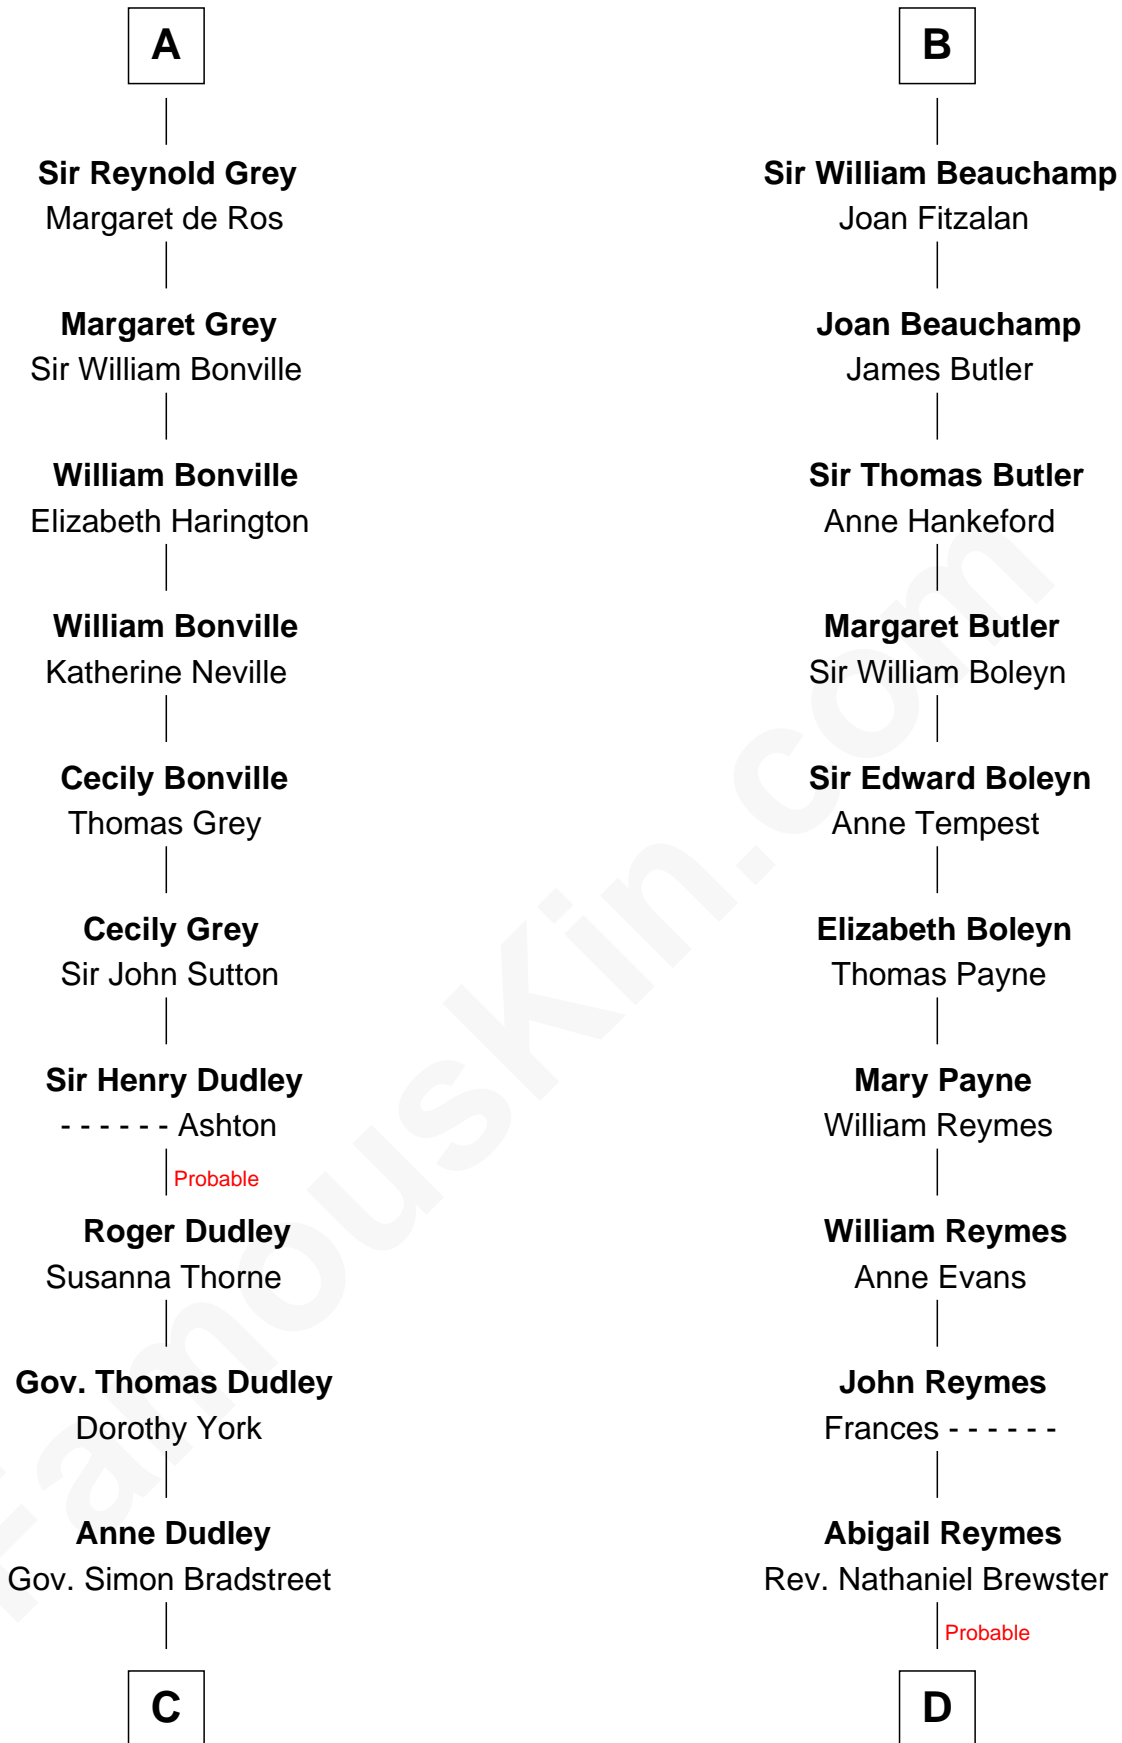 A
Sir Reynold Grey
Margaret de Ros
Margaret Grey
Sir William Bonville
William Bonville
Elizabeth Harington
William Bonville
Katherine Neville
Cecily Bonville
Thomas Grey
Cecily Grey
Sir John Sutton
Sir Henry Dudley
- - - - - - Ashton
Probable
Roger Dudley
Susanna Thorne
Gov. Thomas Dudley
Dorothy York
Anne Dudley
Gov. Simon Bradstreet
C
B
Sir William Beauchamp
Joan Fitzalan
Joan Beauchamp
James Butler
Sir Thomas Butler
Anne Hankeford
Margaret Butler
Sir William Boleyn
Sir Edward Boleyn
Anne Tempest
Elizabeth Boleyn
Thomas Payne
Mary Payne
William Reymes
William Reymes
Anne Evans
John Reymes
Frances - - - - - -
Abigail Reymes
Rev. Nathaniel Brewster
Probable
D
FamousKin.com